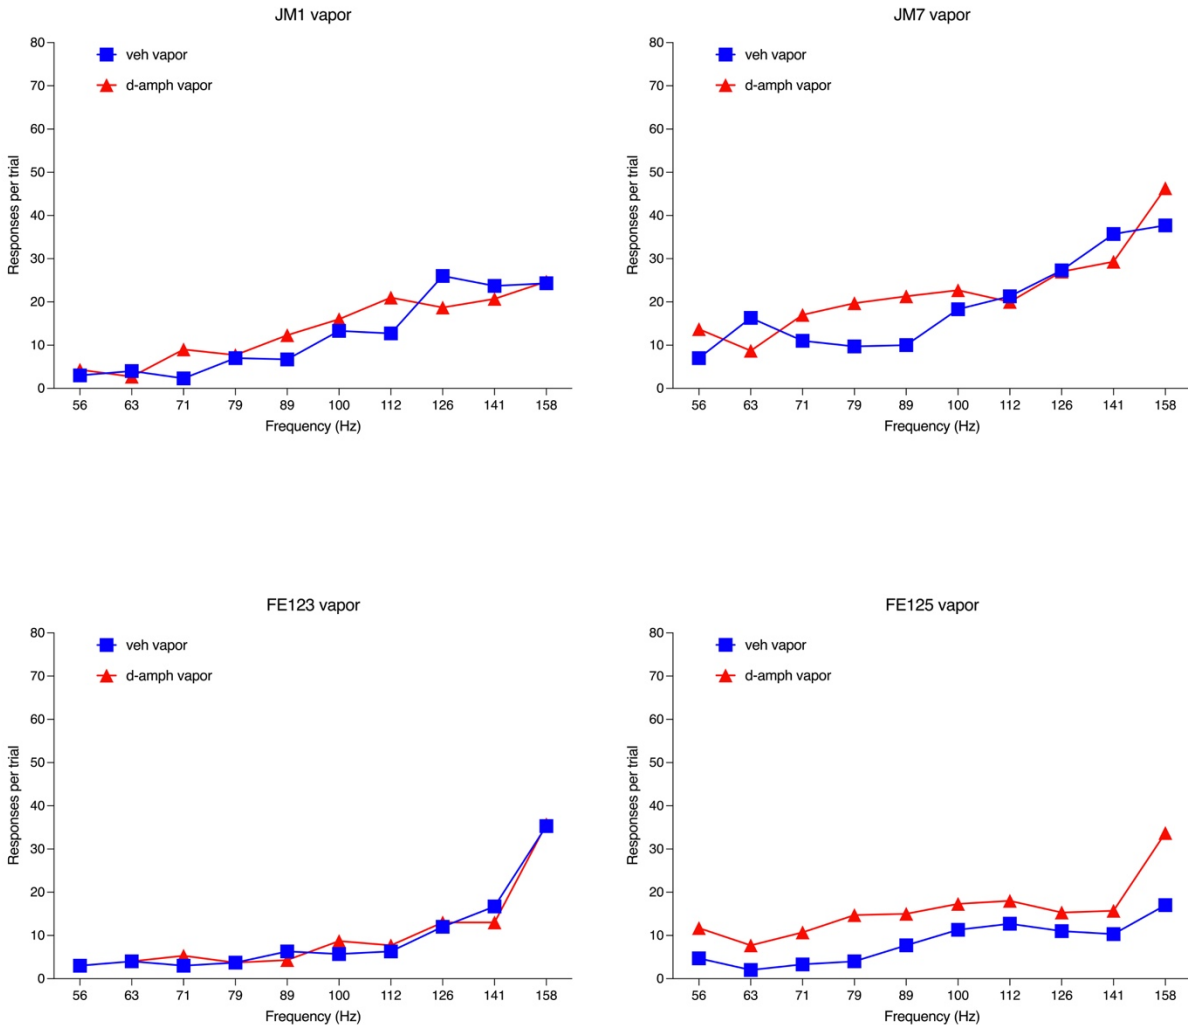 JM1 vapor
80
70
60
50
40
30
20
10
0
Responses per trial
veh vapor
d-amph vapor
56 63 71 79 89 100 112 126 141 158
Frequency (Hz)
JM7 vapor
80
70
60
50
40
30
20
10
0
Responses per trial
veh vapor
d-amph vapor
56 63 71 79 89 100 112 126 141 158
Frequency (Hz)
FE123 vapor
80
70
60
50
40
30
20
10
0
Responses per trial
veh vapor
d-amph vapor
56 63 71 79 89 100 112 126 141 158
Frequency (Hz)
FE125 vapor
80
70
60
50
40
30
20
10
0
Responses per trial
veh vapor
d-amph vapor
56 63 71 79 89 100 112 126 141 158
Frequency (Hz)